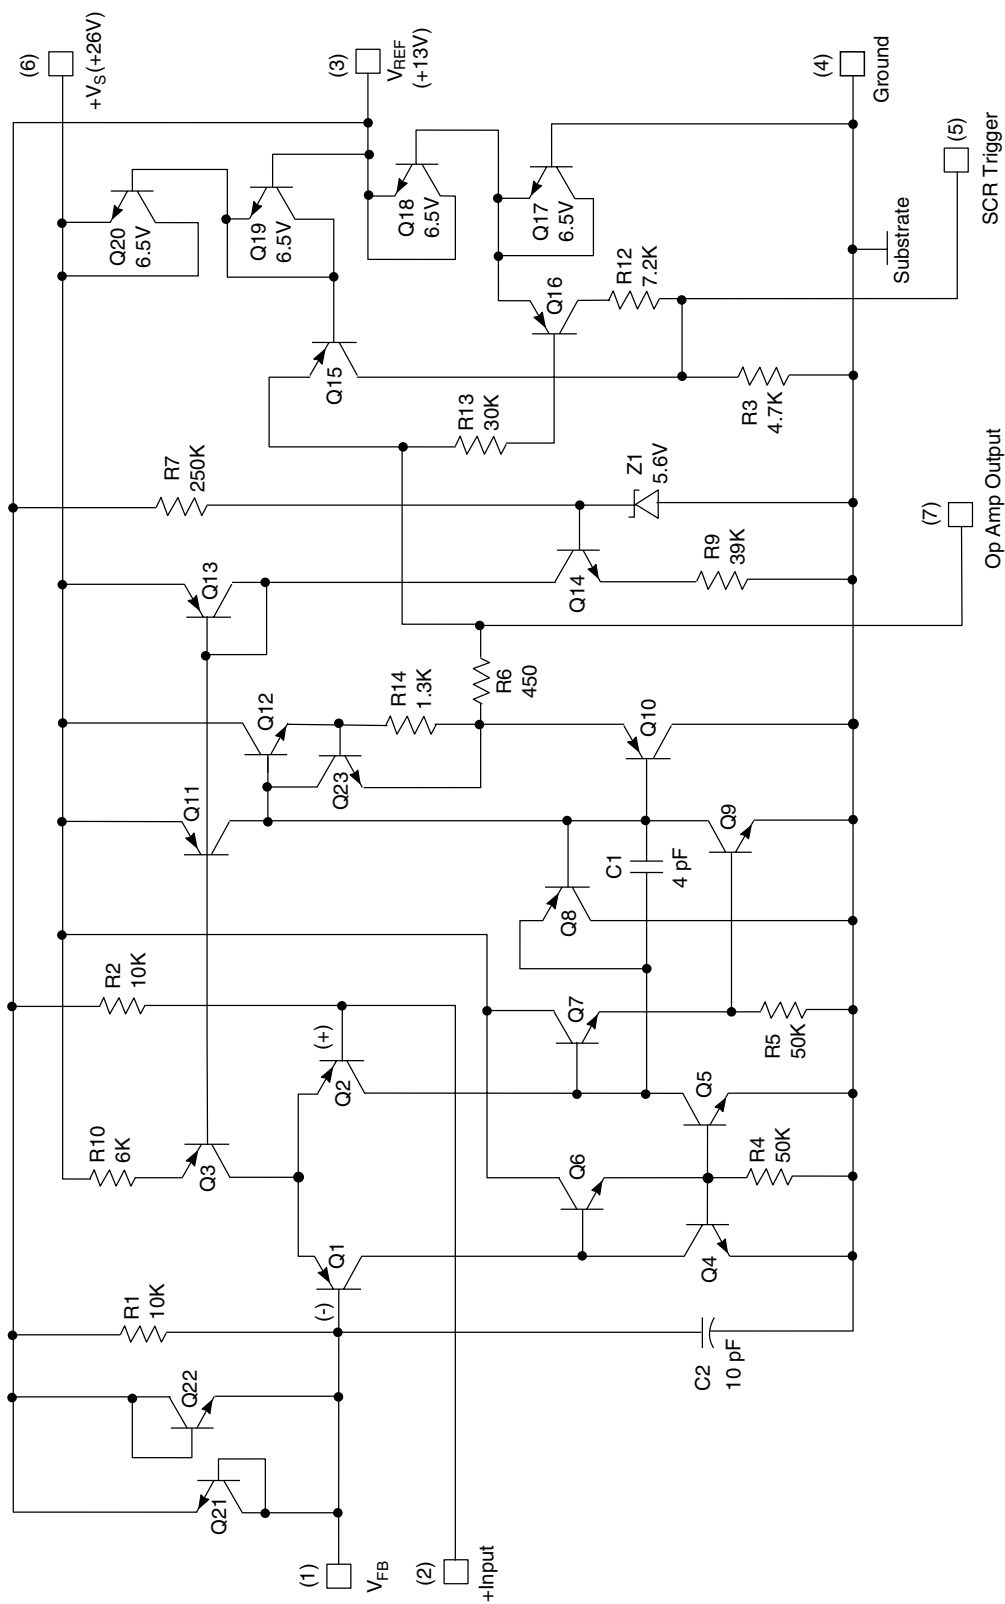 (6)
+VS (+26V)
(3)
VREF
(+13V)
(4)
Ground
(5)
SCR Trigger
Substrate
(7)
Op Amp Output
Q20
6.5V
Q19
6.5V
Q18
6.5V
Q17
6.5V
Q16
R12
7.2K
Q15
R13
30K
R3
4.7K
R7
250K
Z1
5.6V
Q13
Q14
R9
39K
Q12
R14
1.3K
R6
450
Q23
Q10
Q11
Q9
C1
4 pF
Q8
R2
10K
(+)
Q2
Q7
R5
50K
Q5
R10
6K
Q3
Q6
R4
50K
Q1
(-)
Q4
R1
10K
C2
10 pF
Q22
Q21
(1)
VFB
(2)
+Input